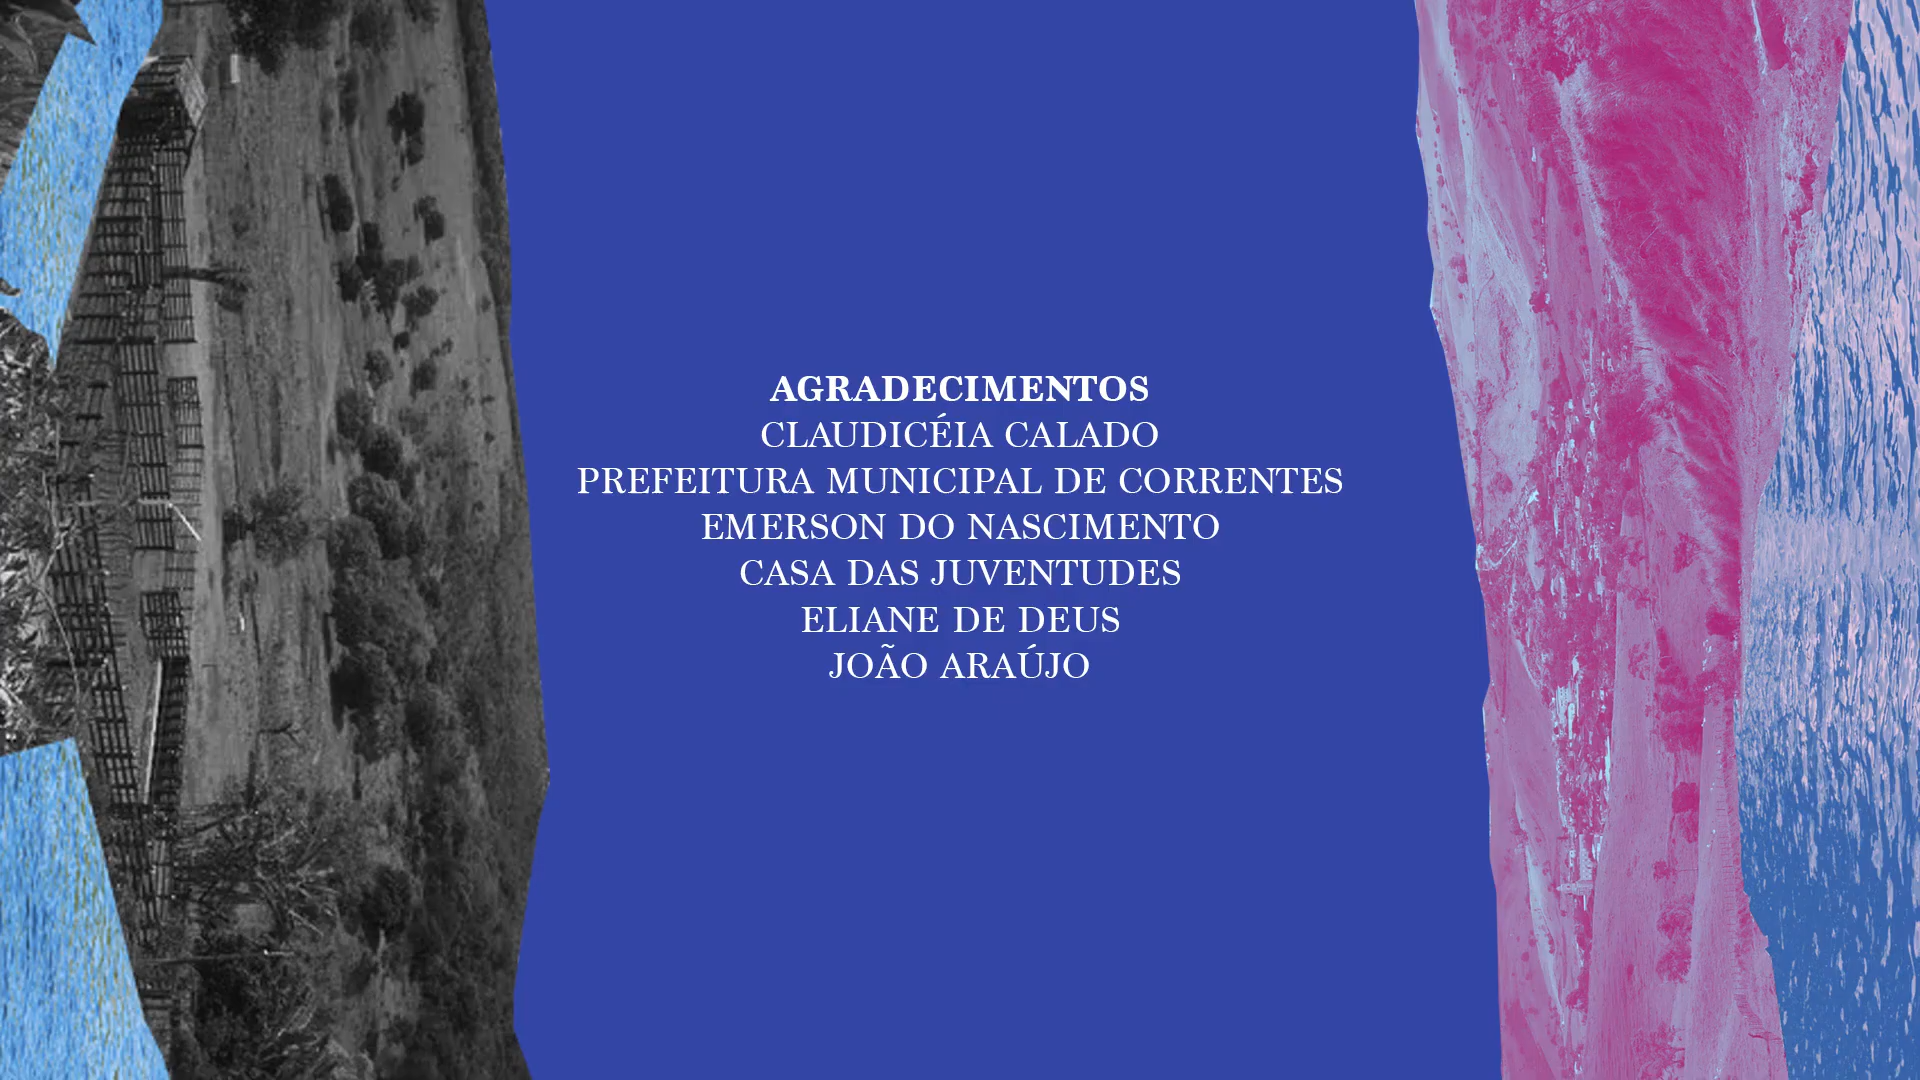 AGRADECIMENTOS
CLAUDICÉIA CALADO
PREFEITURA MUNICIPAL DE CORRENTES
EMERSON DO NASCIMENTO
CASA DAS JUVENTUDES
ELIANE DE DEUS
JOÃO ARAÚJO